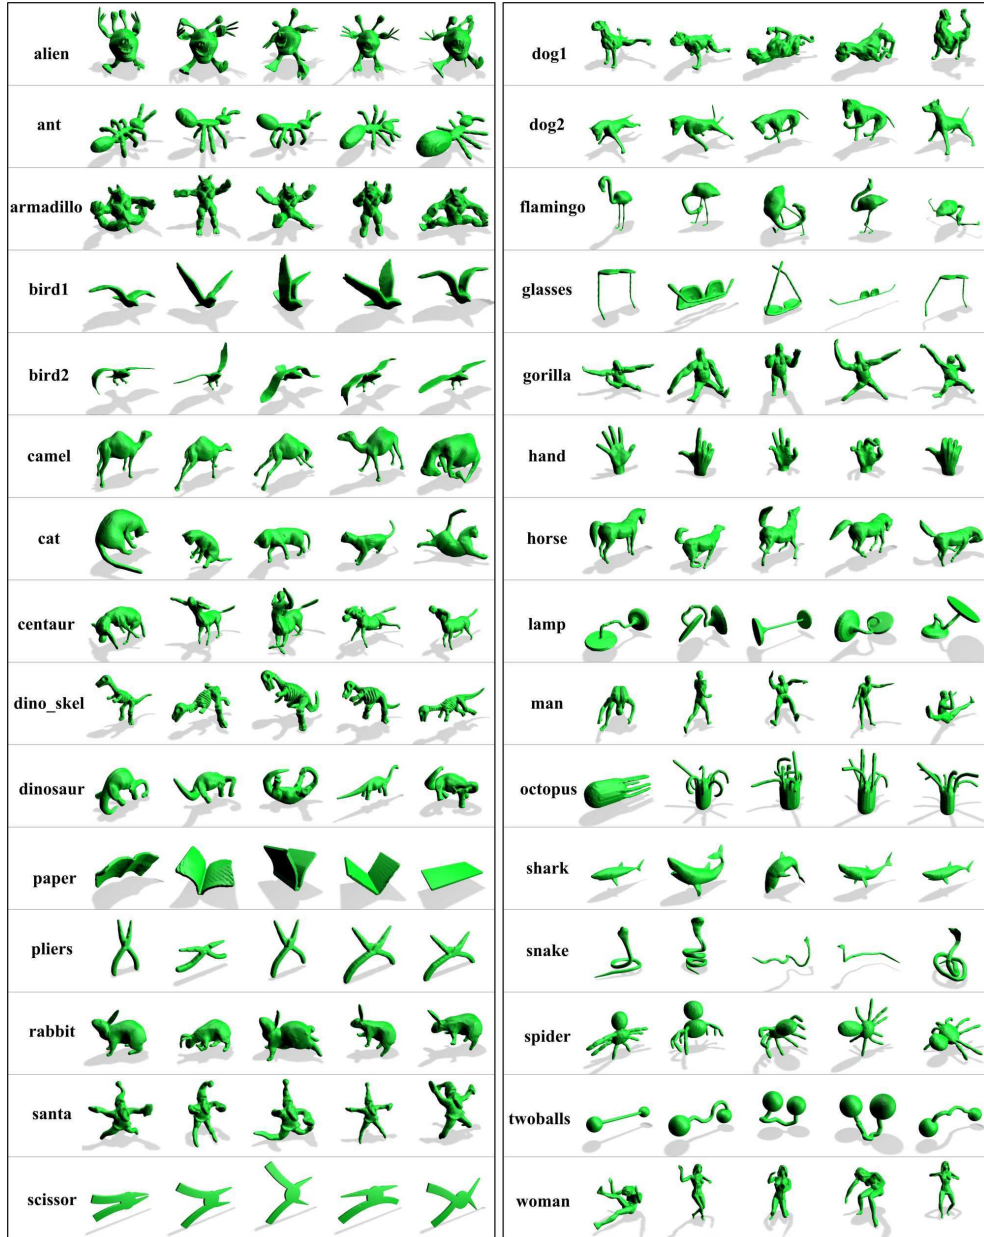 alien
ant
armadillo
bird1
bird2
camel
cat
centaur
dino_skel
dinosaur
paper
pliers
rabbit
santa
scissor
dog1
dog2
flamingo
glasses
gorilla
hand
horse
lamp
man
octopus
shark
snake
spider
twoballs
woman